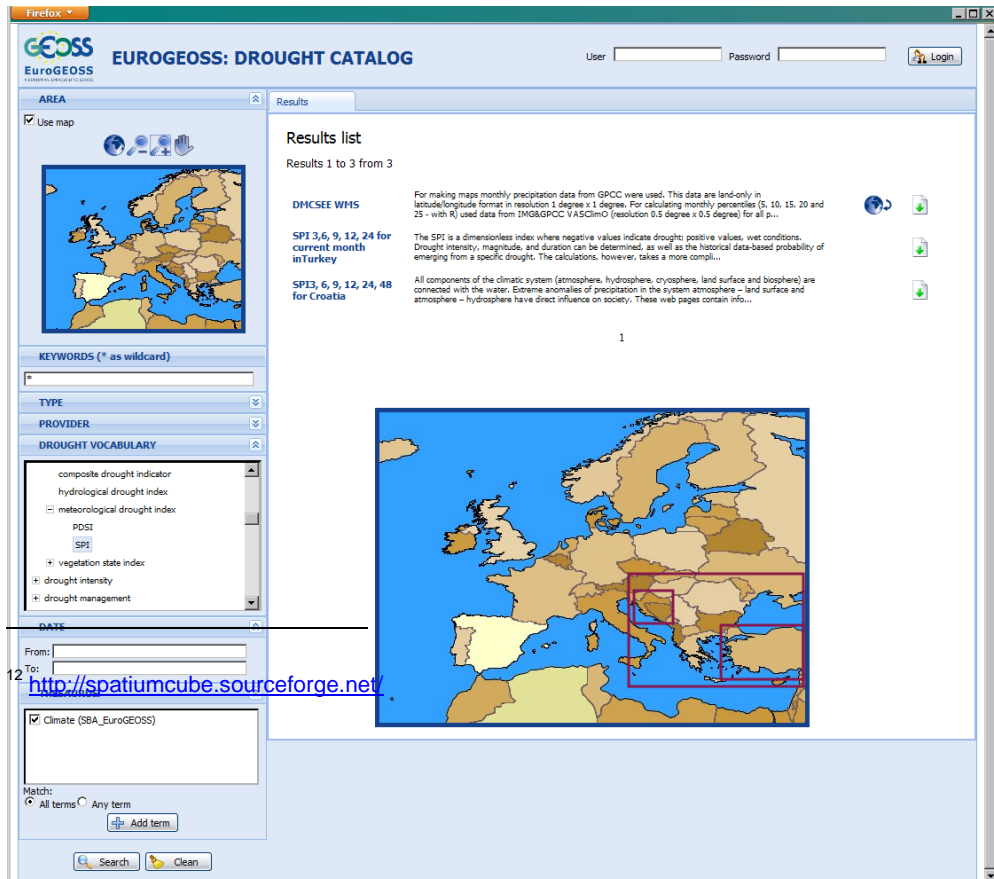 Firefox
GEOSS
EuroGEOSS
EUROGEOSS: DROUGHT CATALOG
User
Password
Login
AREA
Use map
KEYWORDS (* as wildcard)
*
TYPE
PROVIDER
DROUGHT VOCABULARY
composite drought indicator
hydrological drought index
meteorological drought index
PDSI
SPI
vegetation state index
drought intensity
drought management
DATE
From:
To:
12 http://spatiumcube.sourceforge.net/
Climate (SBA_EuroGEOSS)
Match:
All terms Any term
Add term
Search Clean
Results
Results list
Results 1 to 3 from 3
DMCSEE WMS
For making maps monthly precipitation data from GPCC were used. This data are land-only in
latitude/longitude format in resolution 1 degree x 1 degree. For calculating monthly percentiles (5, 10, 15, 20 and
25 - with R) used data from IMG&GPCC VASClimO (resolution 0.5 degree x 0.5 degree) for all p...
SPI 3,6, 9, 12, 24 for
current month
inTurkey
The SPI is a dimensionless index where negative values indicate drought; positive values, wet conditions.
Drought intensity, magnitude, and duration can be determined, as well as the historical data-based probability of
emerging from a specific drought. The calculations, however, takes a more compli...
SPI3, 6, 9, 12, 24, 48
for Croatia
All components of the climatic system (atmosphere, hydrosphere, cryosphere, land surface and biosphere) are
connected with the water. Extreme anomalies of precipitation in the system atmosphere – land surface and
atmosphere – hydrosphere have direct influence on society. These web pages contain info...
1